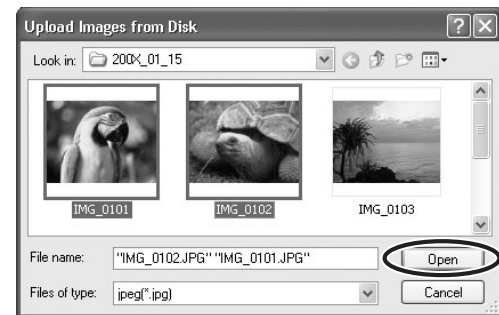 Upload Images from Disk
Look in: 200X_01_15
IMG_0101 IMG_0102 IMG_0103
File name: "IMG_0102.JPG" "IMG_0101.JPG" Open
Files of type: jpeg(*.jpg) Cancel